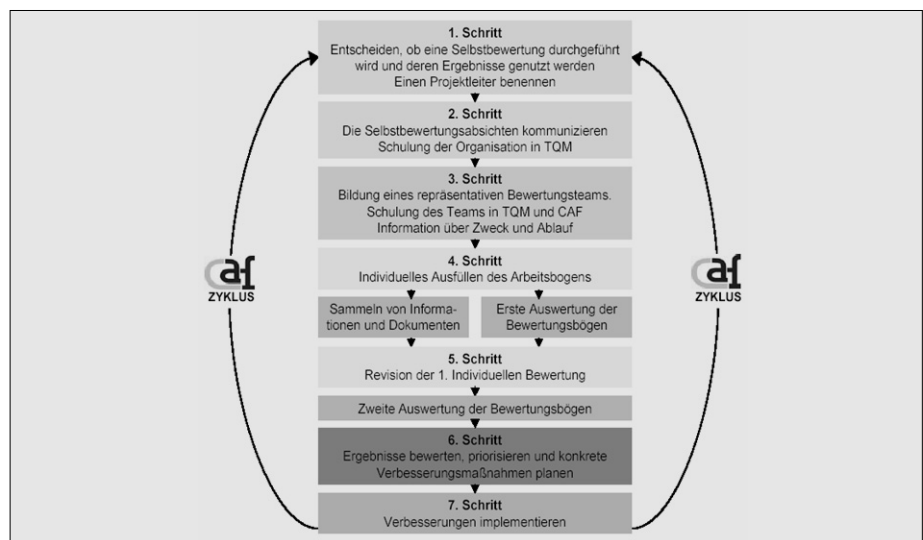 1. Schritt
Entscheiden, ob eine Selbstbewertung durchgeführt
wird und deren Ergebnisse genutzt werden
Einen Projektleiter benennen
2. Schritt
Die Selbstbewertungsabsichten kommunizieren
Schulung der Organisation in TQM
3. Schritt
Bildung eines repräsentativen Bewertungsteams.
Schulung des Teams in TQM und CAF
Information über Zweck und Ablauf
4. Schritt
Individuelles Ausfüllen des Arbeitsbogens
caf
ZYKLUS
caf
ZYKLUS
Sammeln von Informa-
tionen und Dokumenten
Erste Auswertung der
Bewertungsbögen
5. Schritt
Revision der 1. Individuellen Bewertung
Zweite Auswertung der Bewertungsbögen
6. Schritt
Ergebnisse bewerten, priorisieren und konkrete
Verbesserungsmaßnahmen planen
7. Schritt
Verbesserungen implementieren